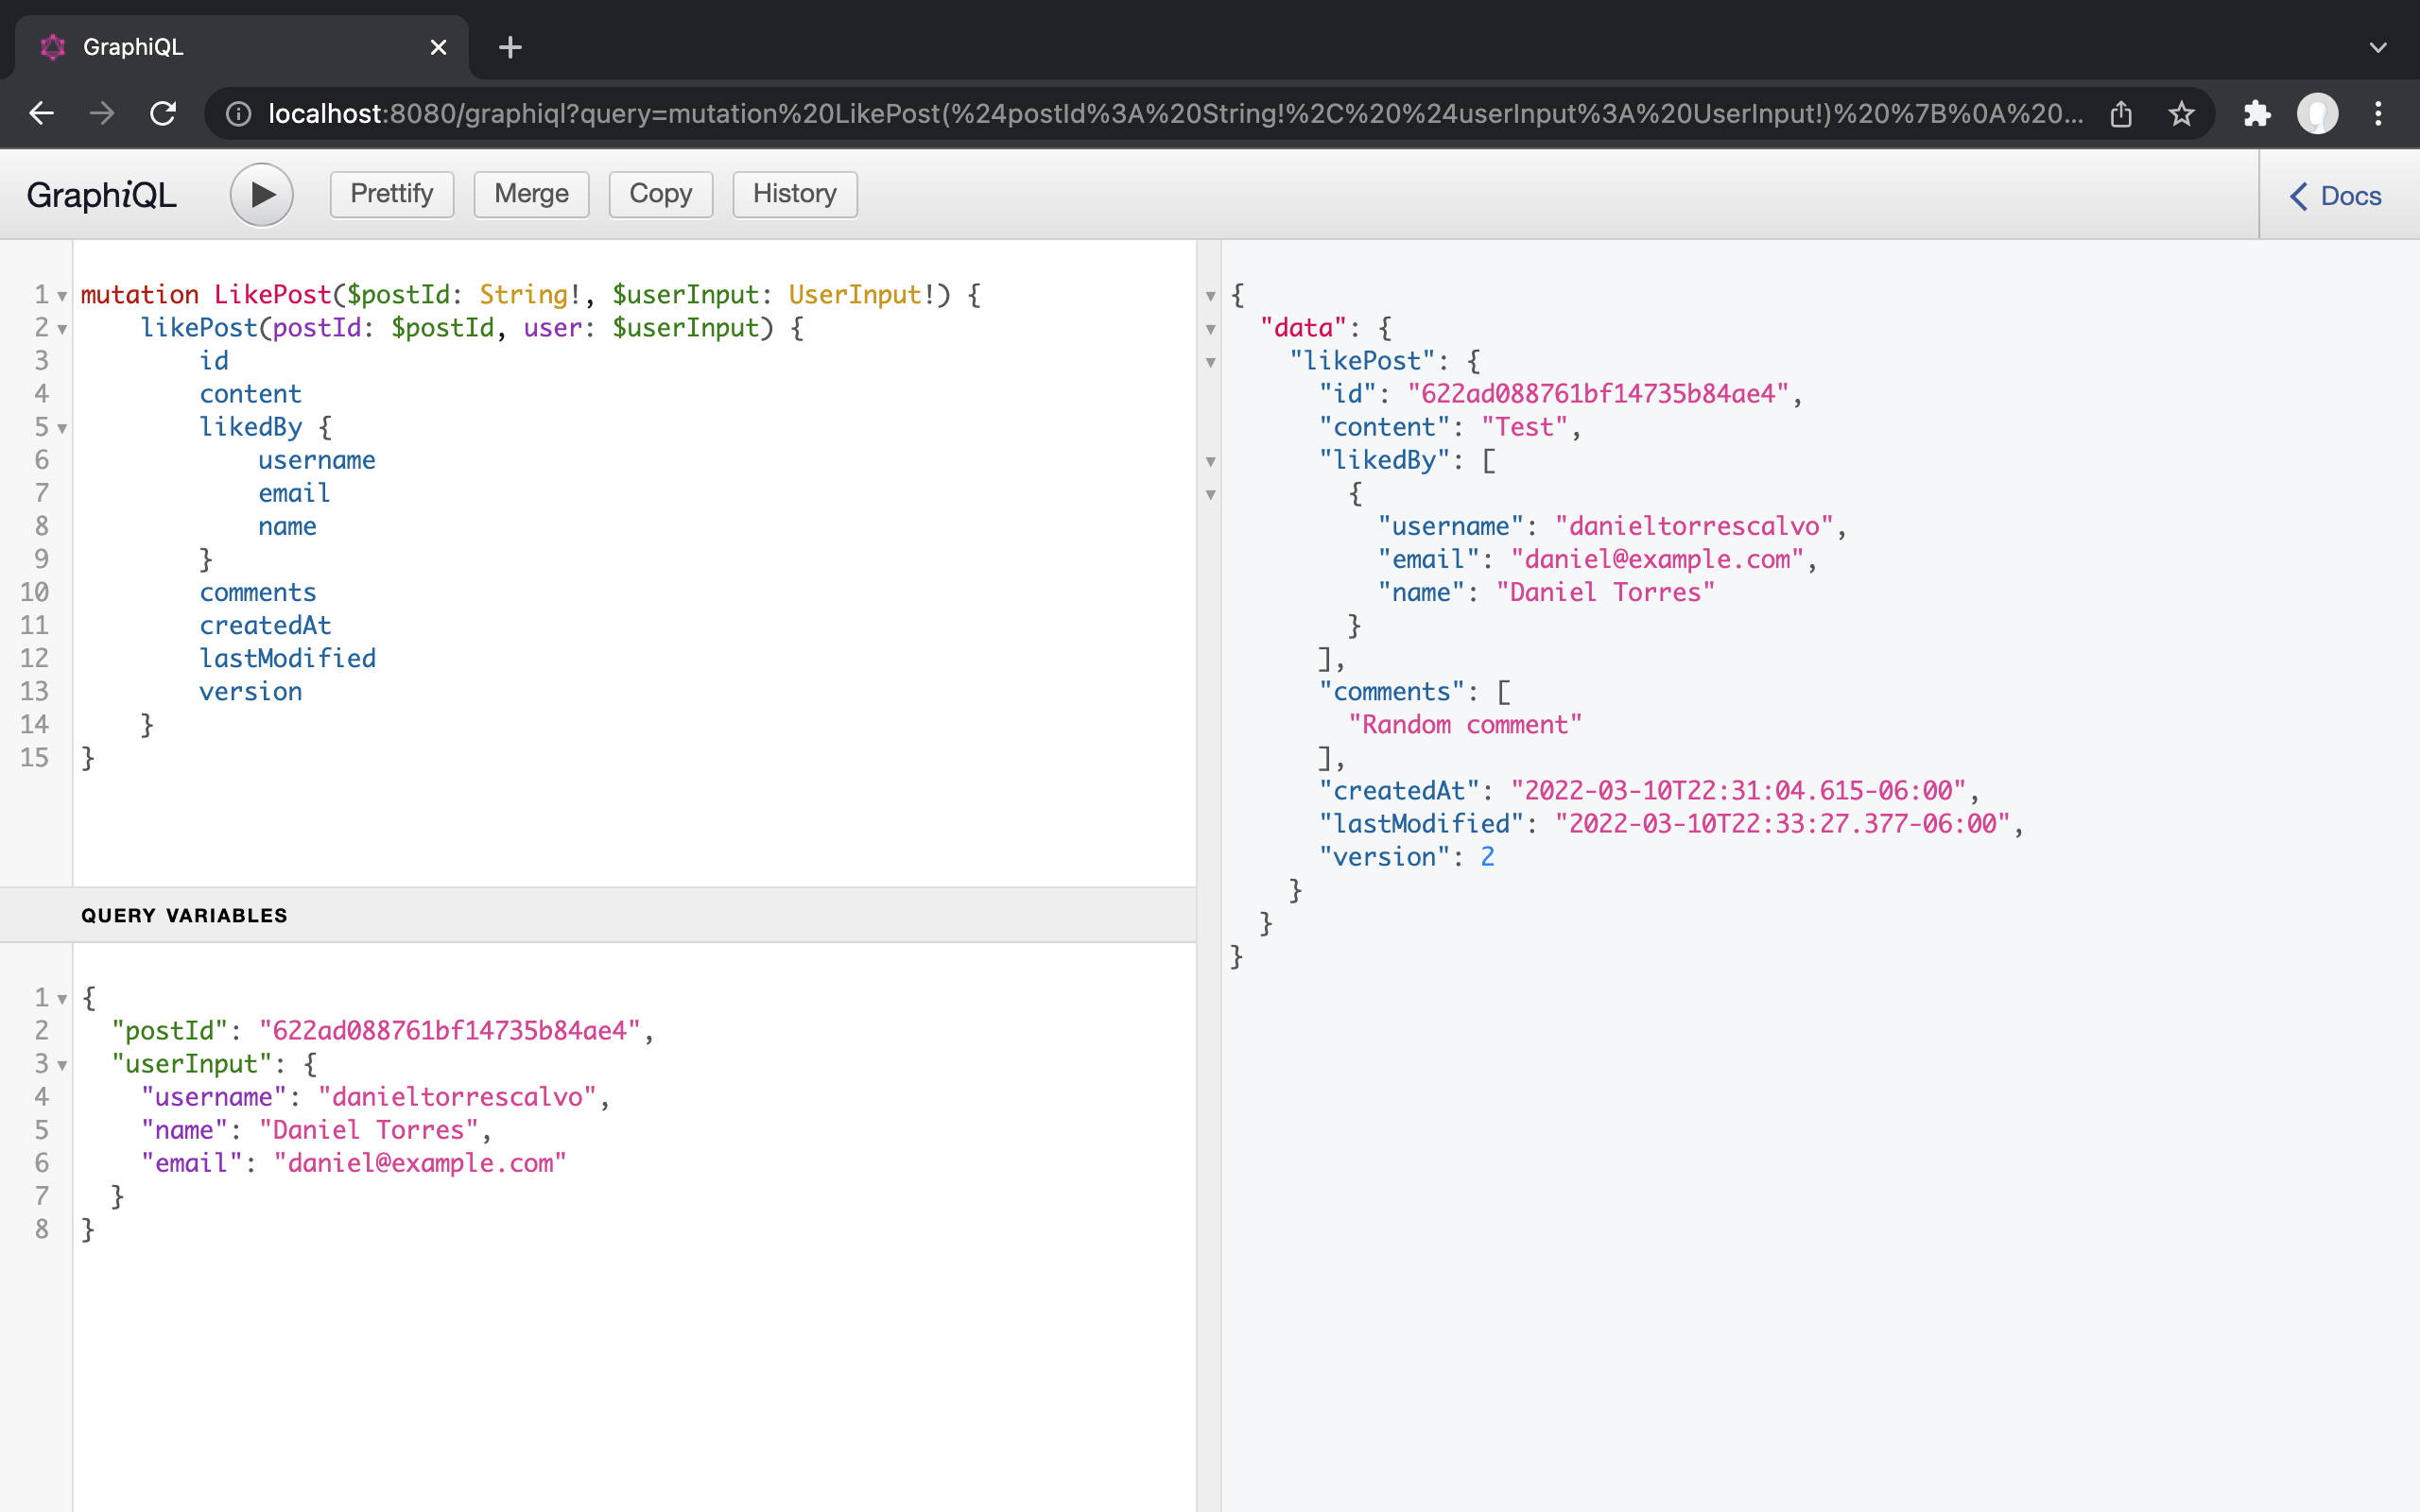 GraphiQL
localhost:8080/graphiql?query=mutation%20LikePost(%24postId%3A%20String!%2C%20%24userInput%3A%20UserInput!)%20%7B%0A%20...
GraphiQL
Prettify
Merge
Copy
History
Docs
1 mutation LikePost($postId: String!, $userInput: UserInput!) {
2 likePost(postId: $postId, user: $userInput) {
3 id
4 content
5 likedBy {
6 username
7 email
8 name
9 }
10 comments
11 createdAt
12 lastModified
13 version
14 }
15 }
QUERY VARIABLES
1 {
2 "postId": "622ad088761bf14735b84ae4",
3 "userInput": {
4 "username": "danieltorrescalvo",
5 "name": "Daniel Torres",
6 "email": "daniel@example.com"
7 }
8 }
{
"data": {
"likePost": {
"id": "622ad088761bf14735b84ae4",
"content": "Test",
"likedBy": [
{
"username": "danieltorrescalvo",
"email": "daniel@example.com",
"name": "Daniel Torres"
}
],
"comments": [
"Random comment"
],
"createdAt": "2022-03-10T22:31:04.615-06:00",
"lastModified": "2022-03-10T22:33:27.377-06:00",
"version": 2
}
}
}